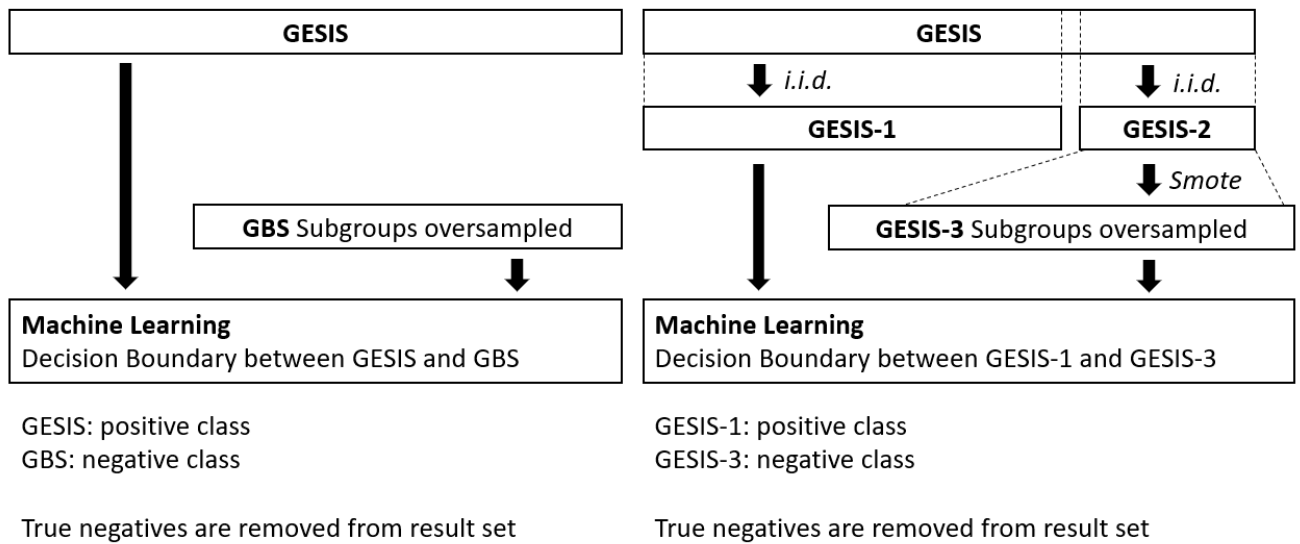 GESIS
GBS Subgroups oversampled
Machine Learning
Decision Boundary between GESIS and GBS
GESIS: positive class
GBS: negative class
True negatives are removed from result set
GESIS
i.i.d.
i.i.d.
GESIS-1
GESIS-2
Smote
GESIS-3 Subgroups oversampled
Machine Learning
Decision Boundary between GESIS-1 and GESIS-3
GESIS-1: positive class
GESIS-3: negative class
True negatives are removed from result set